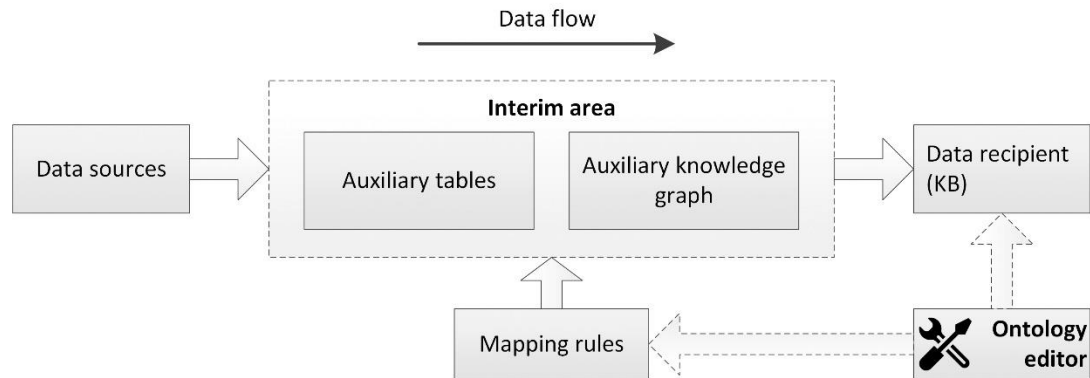 Data flow
Interim area
Data sources
Auxiliary tables
Auxiliary knowledge
graph
Data recipient
(KB)
Mapping rules
Ontology
editor